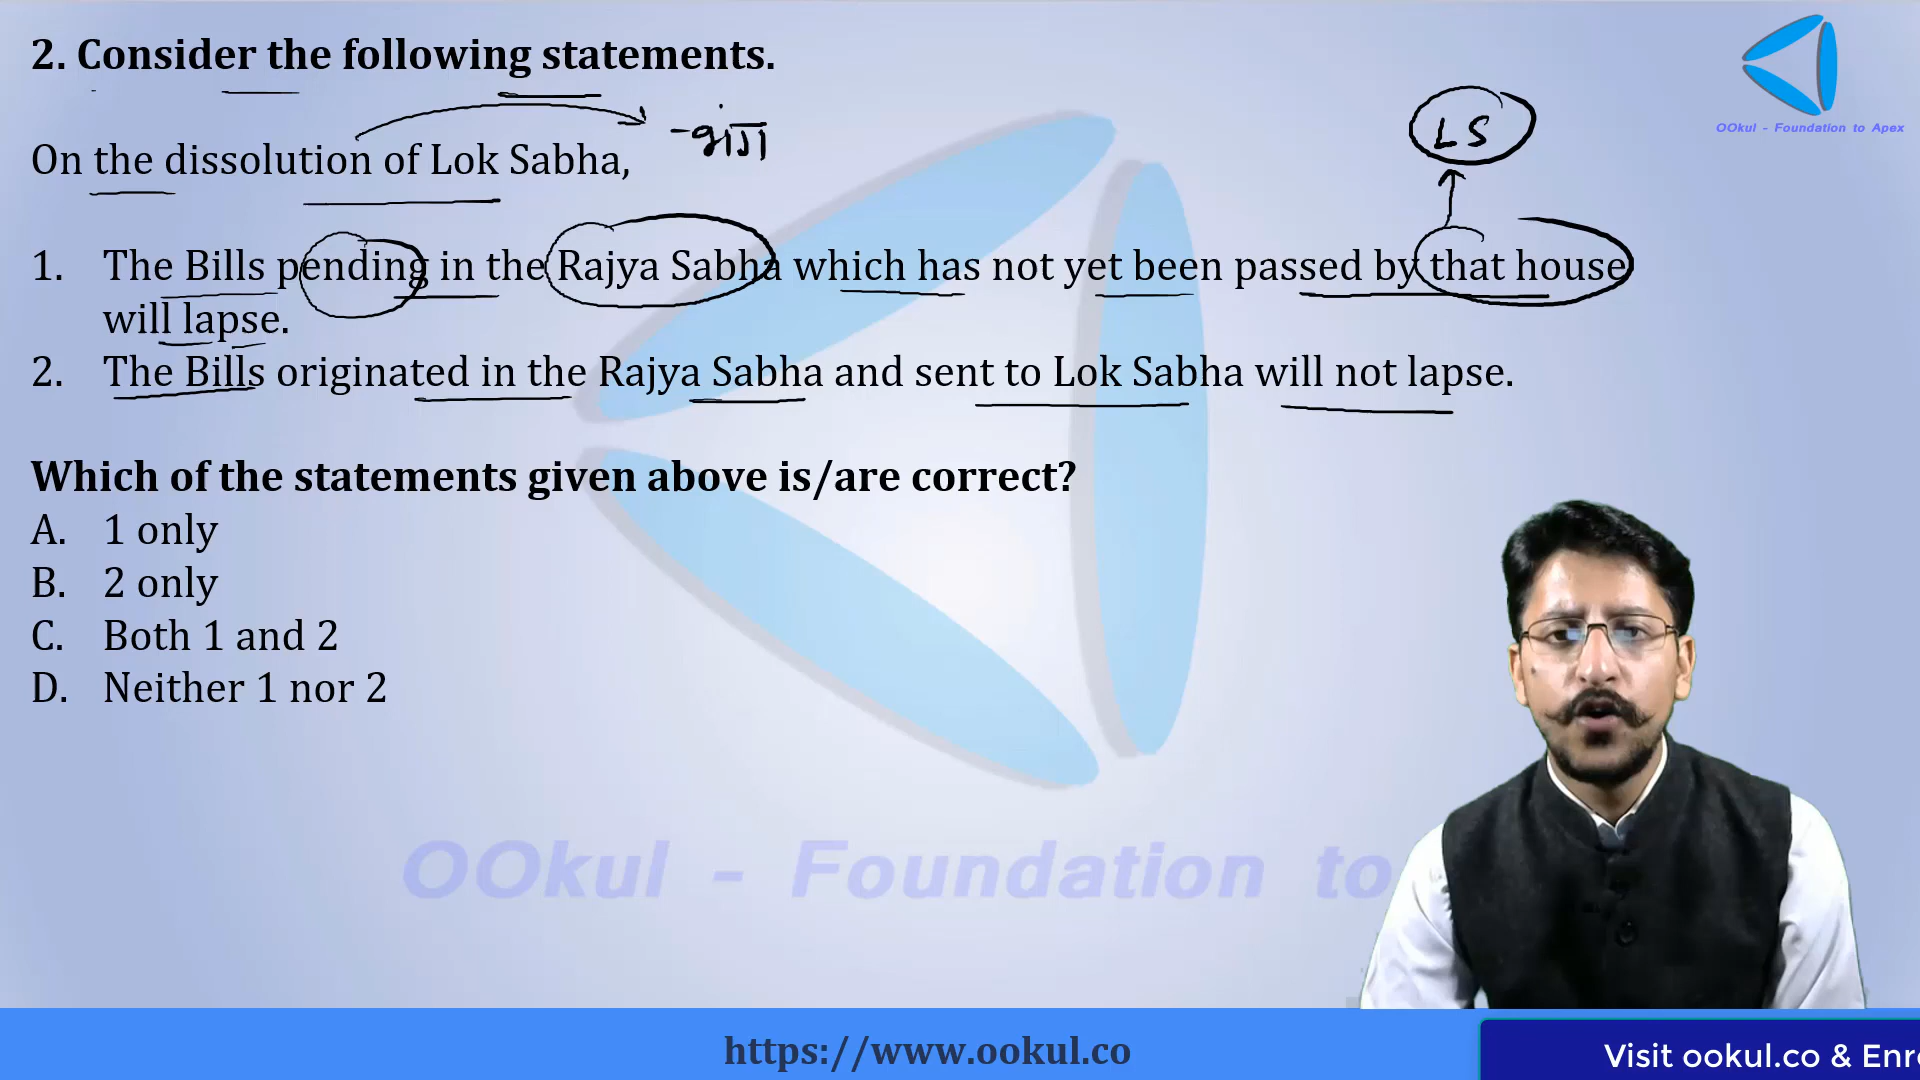 2. Consider the following statements.
OOkul - Foundation to Apex
LS
On the dissolution of Lok Sabha,
1. The Bills pending in the Rajya Sabha which has not yet been passed by that house
will lapse.
2. The Bills originated in the Rajya Sabha and sent to Lok Sabha will not lapse.
Which of the statements given above is/are correct?
A. 1 only
B. 2 only
C. Both 1 and 2
D. Neither 1 nor 2
OOkul - Foundation to
https://www.ookul.co
Visit ookul.co & Enro